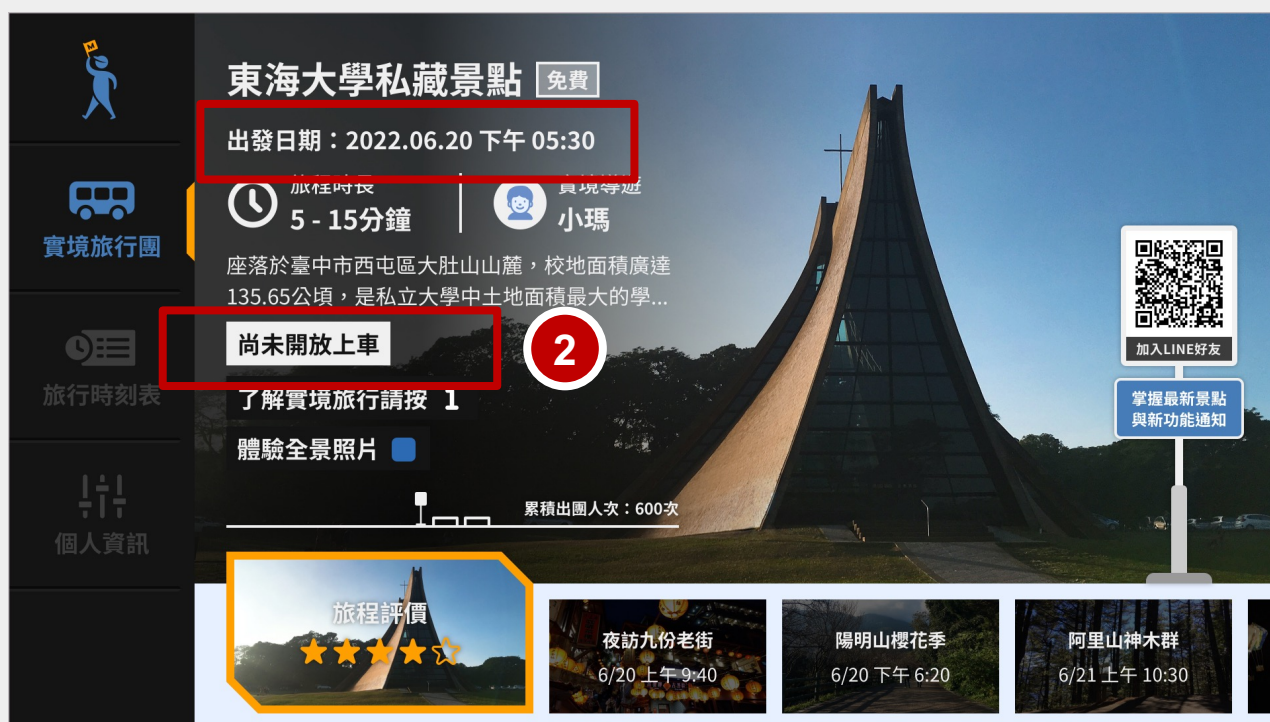 東海大學私藏景點 免費
出發日期：2022.06.20 下午 05:30
旅程時長
5 - 15分鐘
實境導遊
小瑪
座落於臺中市西屯區大肚山山麓，校地面積廣達
135.65公頃，是私立大學中土地面積最大的學...
尚未開放上車
2
了解實境旅行請按 1
體驗全景照片
累積出團人次：600次
實境旅行團
旅行時刻表
個人資訊
加入LINE好友
掌握最新景點
與新功能通知
旅程評價
夜訪九份老街
6/20 上午 9:40
陽明山櫻花季
6/20 下午 6:20
阿里山神木群
6/21 上午 10:30